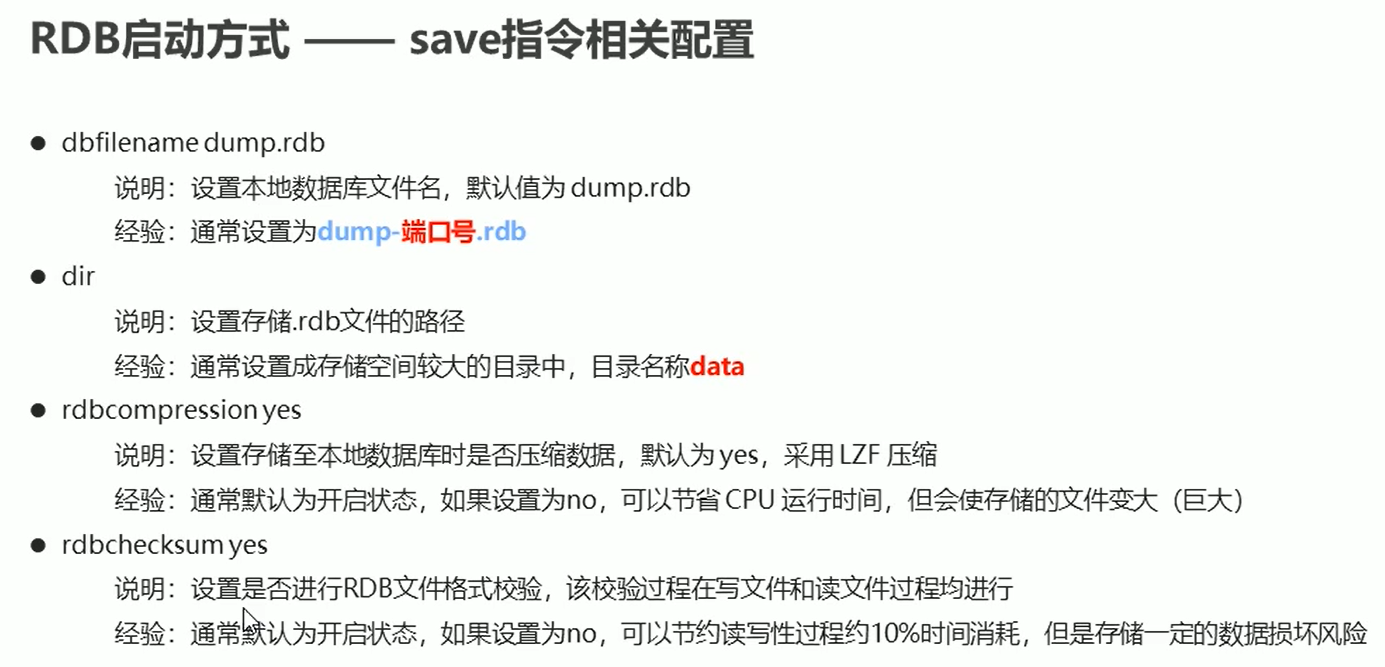 RDB启动方式 —— save指令相关配置
● dbfilename dump.rdb
说明：设置本地数据库文件名，默认值为 dump.rdb
经验：通常设置为dump-端口号.rdb
● dir
说明：设置存储.rdb文件的路径
经验：通常设置成存储空间较大的目录中，目录名称data
● rdbcompression yes
说明：设置存储至本地数据库时是否压缩数据，默认为 yes，采用 LZF 压缩
经验：通常默认为开启状态，如果设置为no，可以节省 CPU 运行时间，但会使存储的文件变大（巨大）
● rdbchecksum yes
说明：设置是否进行RDB文件格式校验，该校验过程在写文件和读文件过程均进行
经验：通常默认为开启状态，如果设置为no，可以节约读写性过程约10%时间消耗，但是存储一定的数据损坏风险